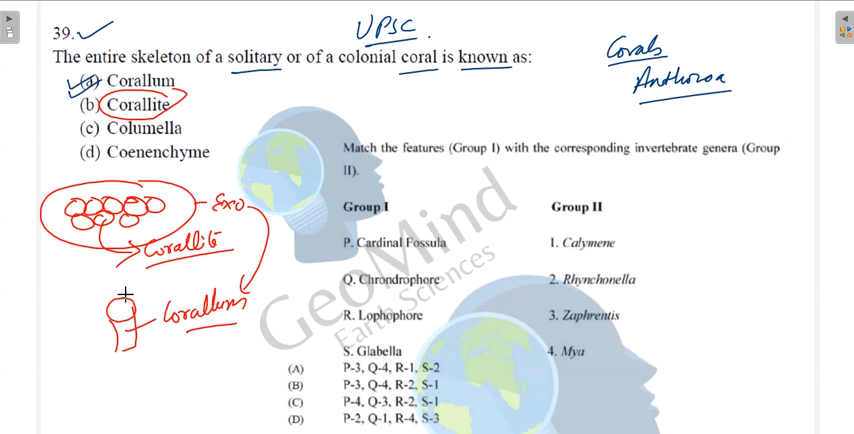 39.
UPSC.
The entire skeleton of a solitary or of a colonial coral is known as:
(a) Corallum
(b) Corallite
(c) Columella
(d) Coenenchyme
Corals
Anthozoa
Exo
Corallite
Corallum
Match the features (Group I) with the corresponding invertebrate genera (Group
II).
Group I Group II
P. Cardinal Fossula 1. Calymene
Q. Chrondrophore 2. Rhynchonella
R. Lophophore 3. Zaphrentis
S. Glabella 4. Mya
(A) P-3, Q-4, R-1, S-2
(B) P-3, Q-4, R-2, S-1
(C) P-4, Q-3, R-2, S-1
(D) P-2, Q-1, R-4, S-3
GeoMind
Earth Sciences